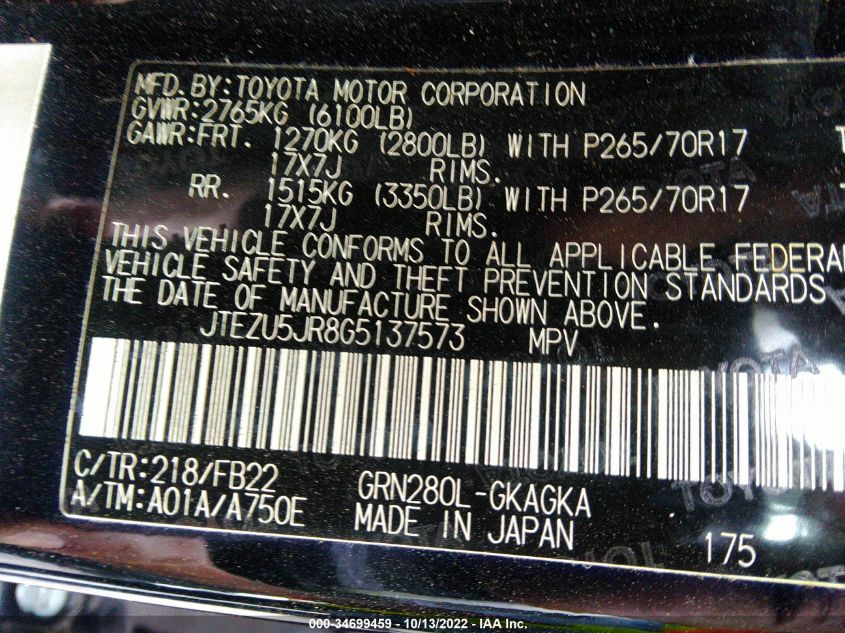 MFD. BY: TOYOTA MOTOR CORPORATION
GVWR: 2765KG (6100LB)
GAWR: FRT. 1270KG (2800LB) WITH P265/70R17
17X7J RIMS.
RR. 1515KG (3350LB) WITH P265/70R17
17X7J RIMS.
THIS VEHICLE CONFORMS TO ALL APPLICABLE FEDERA
VEHICLE SAFETY AND THEFT PREVENTION STANDARDS
THE DATE OF MANUFACTURE SHOWN ABOVE.
JTEZU5JR8G5137573 MPV
C/TR: 218/FB22 GRN280L-GKAGKA
A/TM: A01A/A750E MADE IN JAPAN 175
000-34699459 - 10/13/2022 - IAA Inc.